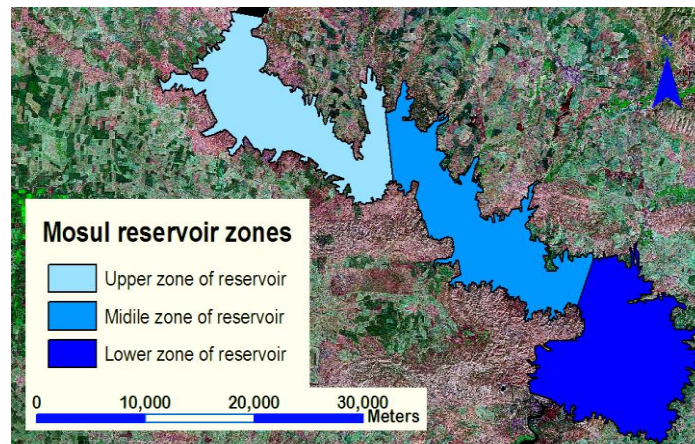 Mosul reservoir zones
Upper zone of reservoir
Midile zone of reservoir
Lower zone of reservoir
0 10,000 20,000 30,000
Meters